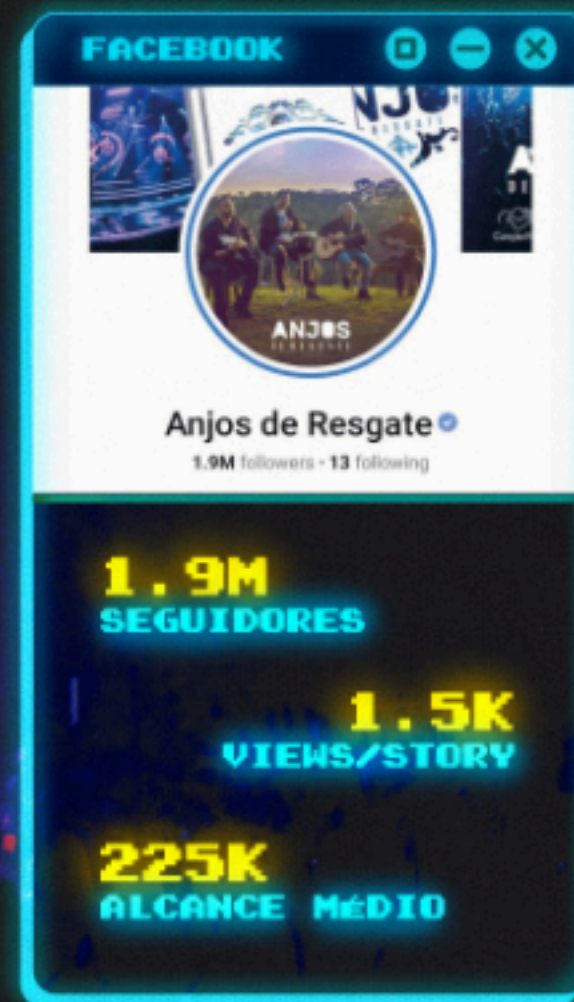 FACEBOOK
ANJOS
Anjos de Resgate
1.9M followers • 13 following
1.9M
SEGUIDORES
1.5K
VIEWS/STORY
225K
ALCANCE MÉDIO